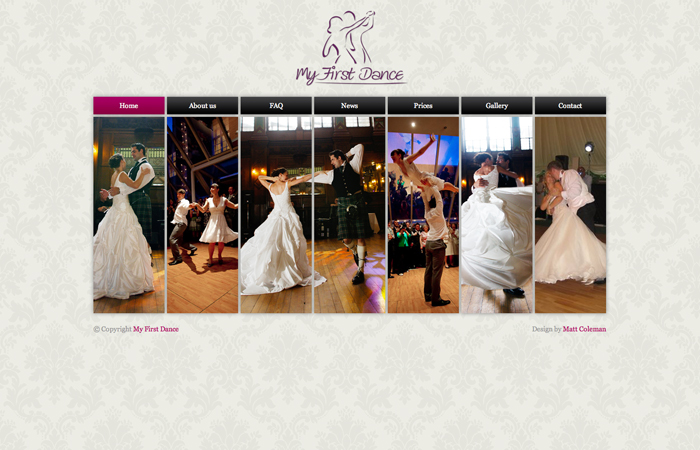 My First Dance
Home About us FAQ News Prices Gallery Contact
© Copyright My First Dance Design by Matt Coleman